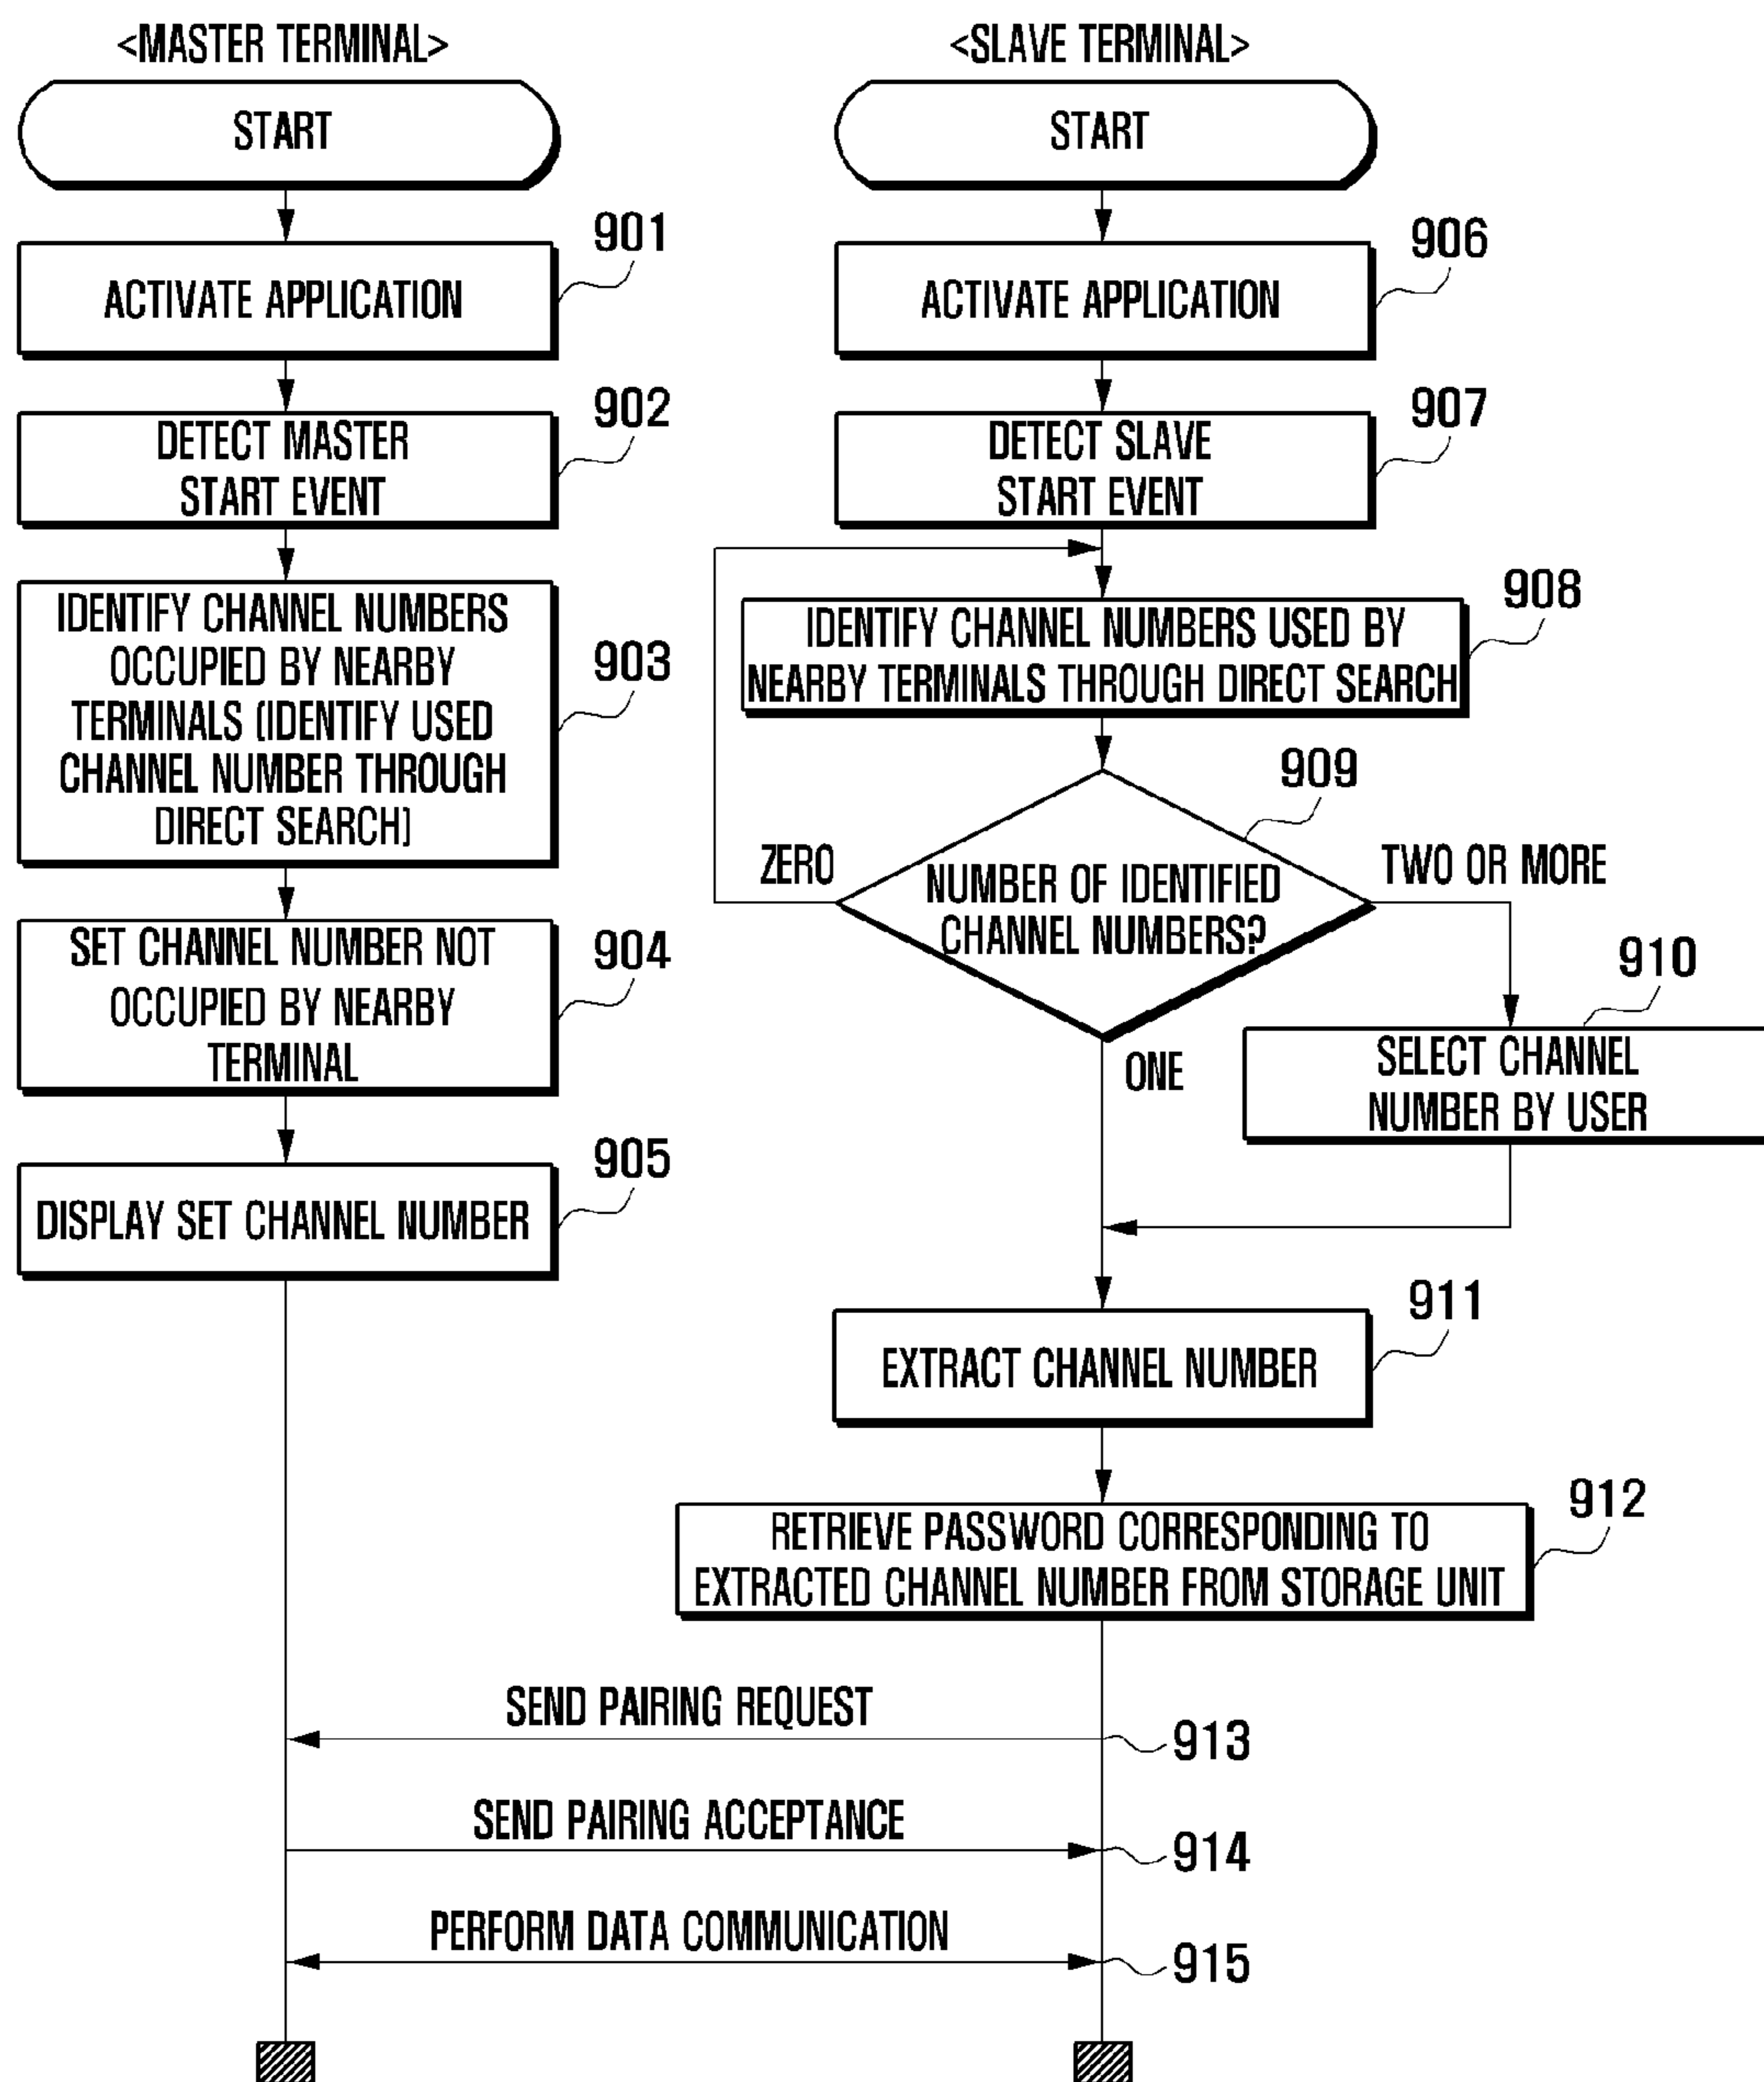 <MASTER TERMINAL>
START
901
ACTIVATE APPLICATION
902
DETECT MASTER
START EVENT
903
IDENTIFY CHANNEL NUMBERS
OCCUPIED BY NEARBY
TERMINALS (IDENTIFY USED
CHANNEL NUMBER THROUGH
DIRECT SEARCH)
904
SET CHANNEL NUMBER NOT
OCCUPIED BY NEARBY
TERMINAL
905
DISPLAY SET CHANNEL NUMBER
<SLAVE TERMINAL>
START
906
ACTIVATE APPLICATION
907
DETECT SLAVE
START EVENT
908
IDENTIFY CHANNEL NUMBERS USED BY
NEARBY TERMINALS THROUGH DIRECT SEARCH
909
ZERO
NUMBER OF IDENTIFIED
CHANNEL NUMBERS?
TWO OR MORE
910
SELECT CHANNEL
NUMBER BY USER
ONE
911
EXTRACT CHANNEL NUMBER
912
RETRIEVE PASSWORD CORRESPONDING TO
EXTRACTED CHANNEL NUMBER FROM STORAGE UNIT
SEND PAIRING REQUEST
913
SEND PAIRING ACCEPTANCE
914
PERFORM DATA COMMUNICATION
915